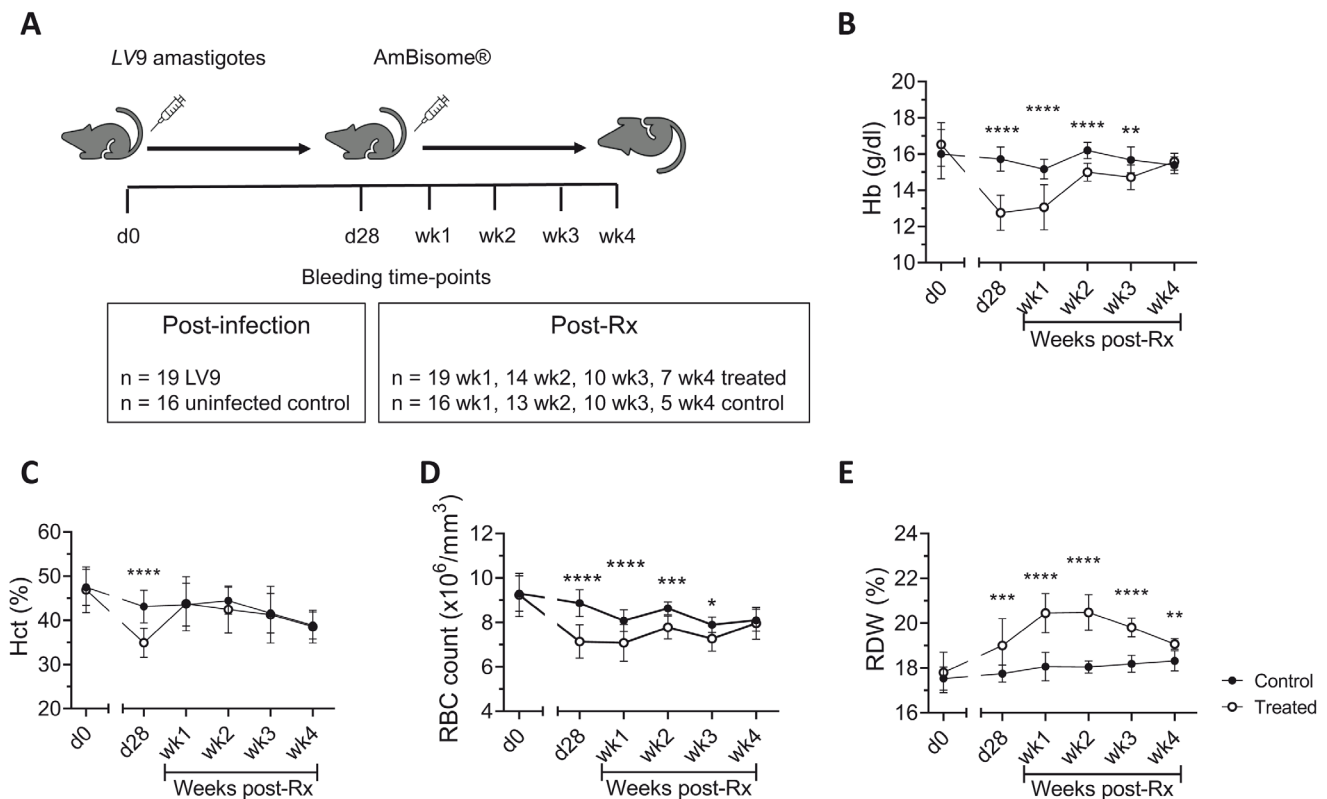 A
LV9 amastigotes
AmBisome®
d0
d28
wk1
wk2
wk3
wk4
Bleeding time-points
Post-infection
n = 19 LV9
n = 16 uninfected control
Post-Rx
n = 19 wk1, 14 wk2, 10 wk3, 7 wk4 treated
n = 16 wk1, 13 wk2, 10 wk3, 5 wk4 control
B
Hb (g/dl)
20
18
16
14
12
10
****
****
****
**
d0
d28
wk1
wk2
wk3
wk4
Weeks post-Rx
C
Hct (%)
60
50
40
30
20
****
d0
d28
wk1
wk2
wk3
wk4
Weeks post-Rx
D
RBC count (x10⁶/mm³)
12
10
8
6
4
****
****
***
*
d0
d28
wk1
wk2
wk3
wk4
Weeks post-Rx
E
RDW (%)
24
22
20
18
16
***
****
****
****
**
d0
d28
wk1
wk2
wk3
wk4
Weeks post-Rx
Control
Treated